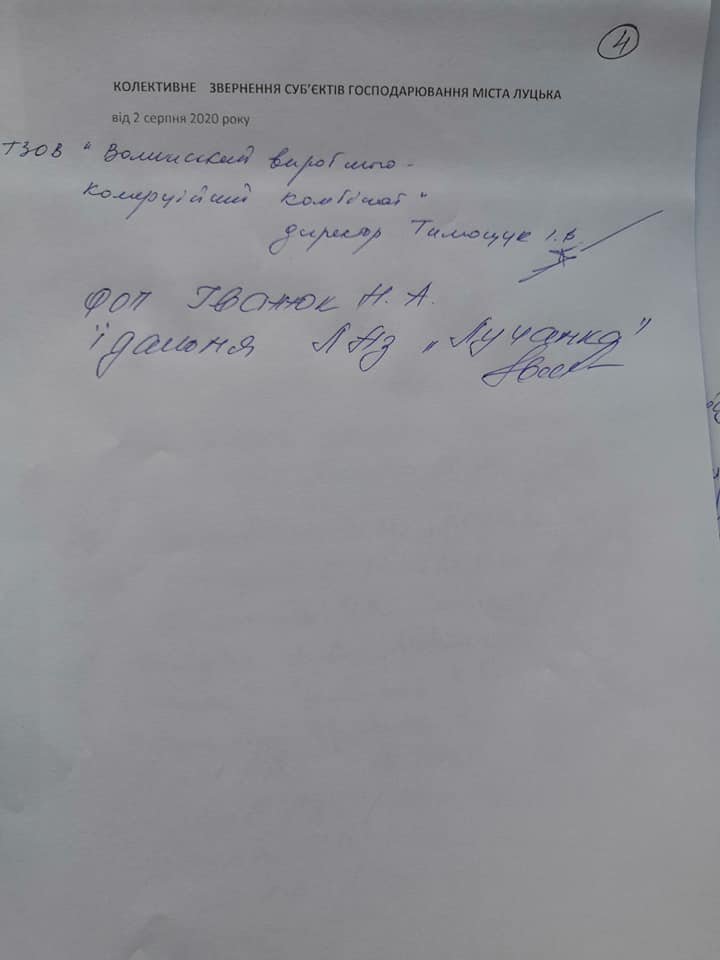 4
КОЛЕКТИВНЕ ЗВЕРНЕННЯ СУБ'ЄКТІВ ГОСПОДАРЮВАННЯ МІСТА ЛУЦЬКА
від 2 серпня 2020 року
ТЗОВ "Волинский виробничо-
комерційний комбінат"
директор Тимощук І.В.
ФОП Іванюк Н.А.
їдальня ЛАЗ „Лучанка"